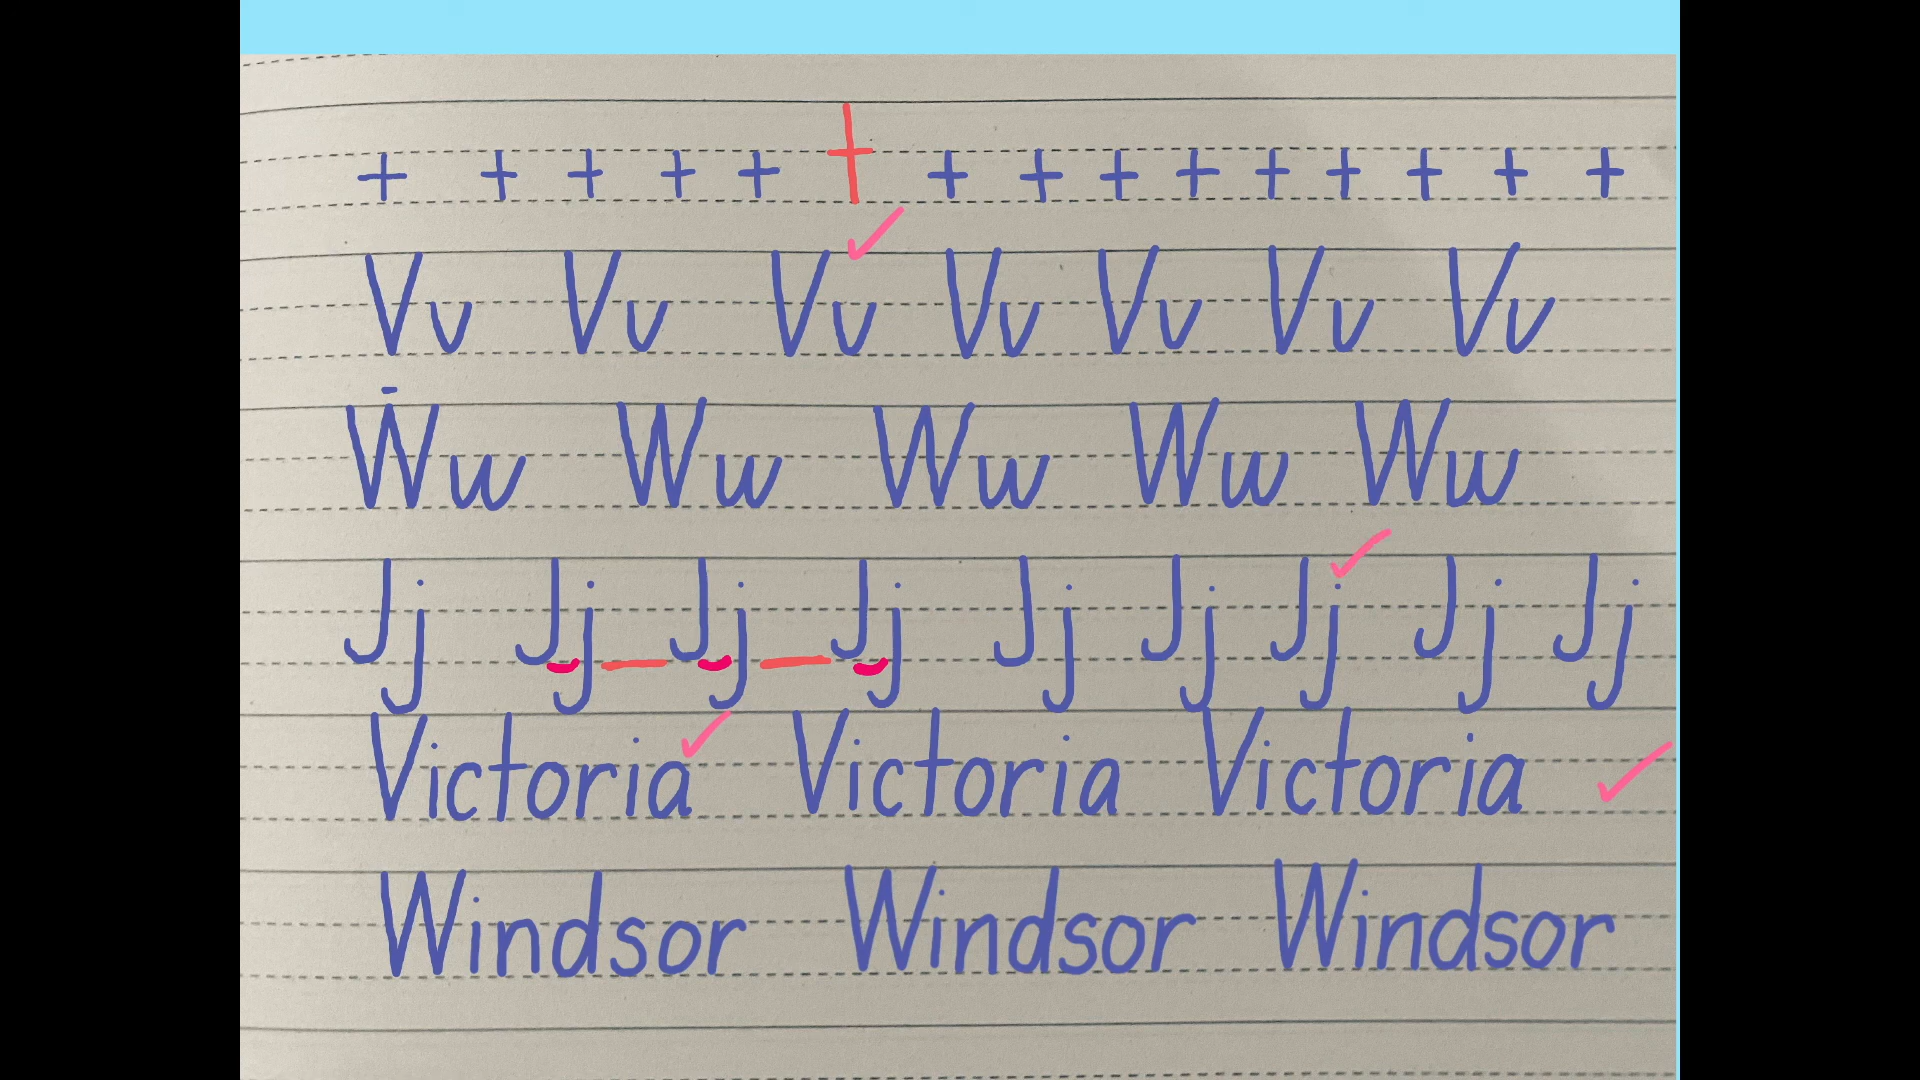 + + + + + + + + + + + + + + +
Vv Vv Vv Vv Vv Vv Vv
Ww Ww Ww Ww Ww
Jj Jj Jj Jj Jj Jj Jj Jj Jj
Victoria Victoria Victoria
Windsor Windsor Windsor